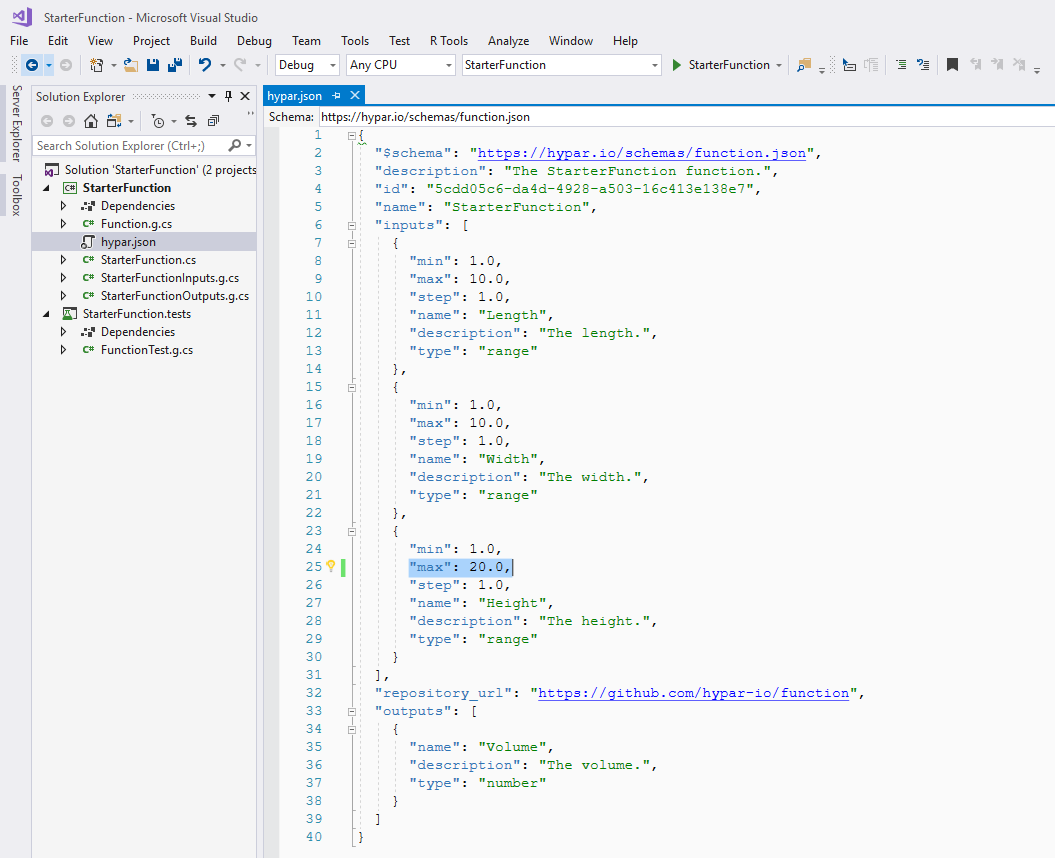 StarterFunction - Microsoft Visual Studio
File Edit View Project Build Debug Team Tools Test R Tools Analyze Window Help
Debug Any CPU StarterFunction StarterFunction
Server Explorer
Toolbox
Solution Explorer
Search Solution Explorer (Ctrl+;)
Solution 'StarterFunction' (2 projects
StarterFunction
Dependencies
C# Function.g.cs
hypar.json
C# StarterFunction.cs
C# StarterFunctionInputs.g.cs
C# StarterFunctionOutputs.g.cs
StarterFunction.tests
Dependencies
C# FunctionTest.g.cs
hypar.json
Schema: https://hypar.io/schemas/function.json
1 {
2 "$schema": "https://hypar.io/schemas/function.json",
3 "description": "The StarterFunction function.",
4 "id": "5cdd05c6-da4d-4928-a503-16c413e138e7",
5 "name": "StarterFunction",
6 "inputs": [
7 {
8 "min": 1.0,
9 "max": 10.0,
10 "step": 1.0,
11 "name": "Length",
12 "description": "The length.",
13 "type": "range"
14 },
15 {
16 "min": 1.0,
17 "max": 10.0,
18 "step": 1.0,
19 "name": "Width",
20 "description": "The width.",
21 "type": "range"
22 },
23 {
24 "min": 1.0,
25 "max": 20.0,
26 "step": 1.0,
27 "name": "Height",
28 "description": "The height.",
29 "type": "range"
30 }
31 ],
32 "repository_url": "https://github.com/hypar-io/function",
33 "outputs": [
34 {
35 "name": "Volume",
36 "description": "The volume.",
37 "type": "number"
38 }
39 ]
40 }